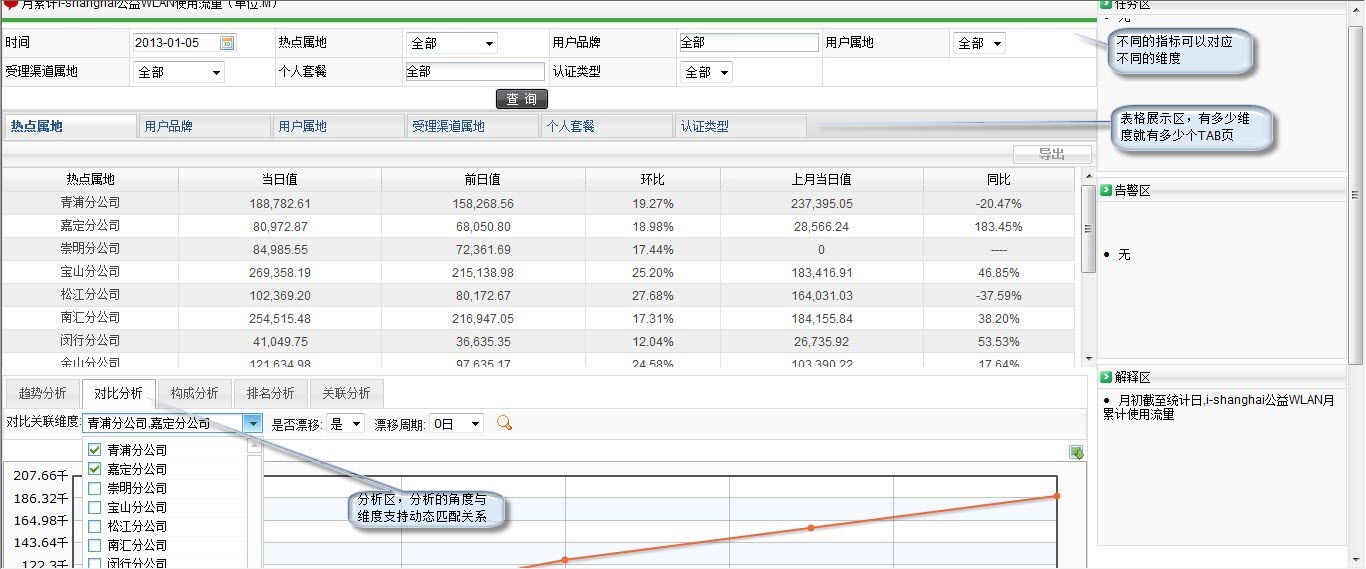 月累计i-shanghai公益WLAN使用流量（单位:M）
任务区
无
时间 2013-01-05 热点属地 全部 用户品牌 全部 用户属地 全部
不同的指标可以对应
不同的维度
受理渠道属地 全部 个人套餐 全部 认证类型 全部
查 询
热点属地 用户品牌 用户属地 受理渠道属地 个人套餐 认证类型
表格展示区，有多少维
度就有多少个TAB页
导出
热点属地 当日值 前日值 环比 上月当日值 同比
青浦分公司 188,782.61 158,268.56 19.27% 237,395.05 -20.47%
嘉定分公司 80,972.87 68,050.80 18.98% 28,566.24 183.45%
崇明分公司 84,985.55 72,361.69 17.44% 0 ----
宝山分公司 269,358.19 215,138.98 25.20% 183,416.91 46.85%
松江分公司 102,369.20 80,172.67 27.68% 164,031.03 -37.59%
南汇分公司 254,515.48 216,947.05 17.31% 184,155.84 38.20%
闵行分公司 41,049.75 36,635.35 12.04% 26,735.92 53.53%
金山分公司 121,634.98 97,635.17 24.58% 103,390.22 17.64%
告警区
无
解释区
月初截至统计日,i-shanghai公益WLAN月
累计使用流量
趋势分析 对比分析 构成分析 排名分析 关联分析
对比关联维度: 青浦分公司,嘉定分公司 是否漂移: 是 漂移周期: 0日
青浦分公司
嘉定分公司
崇明分公司
宝山分公司
松江分公司
南汇分公司
闵行分公司
分析区，分析的角度与
维度支持动态匹配关系
207.66千
186.32千
164.98千
143.64千
122.3千